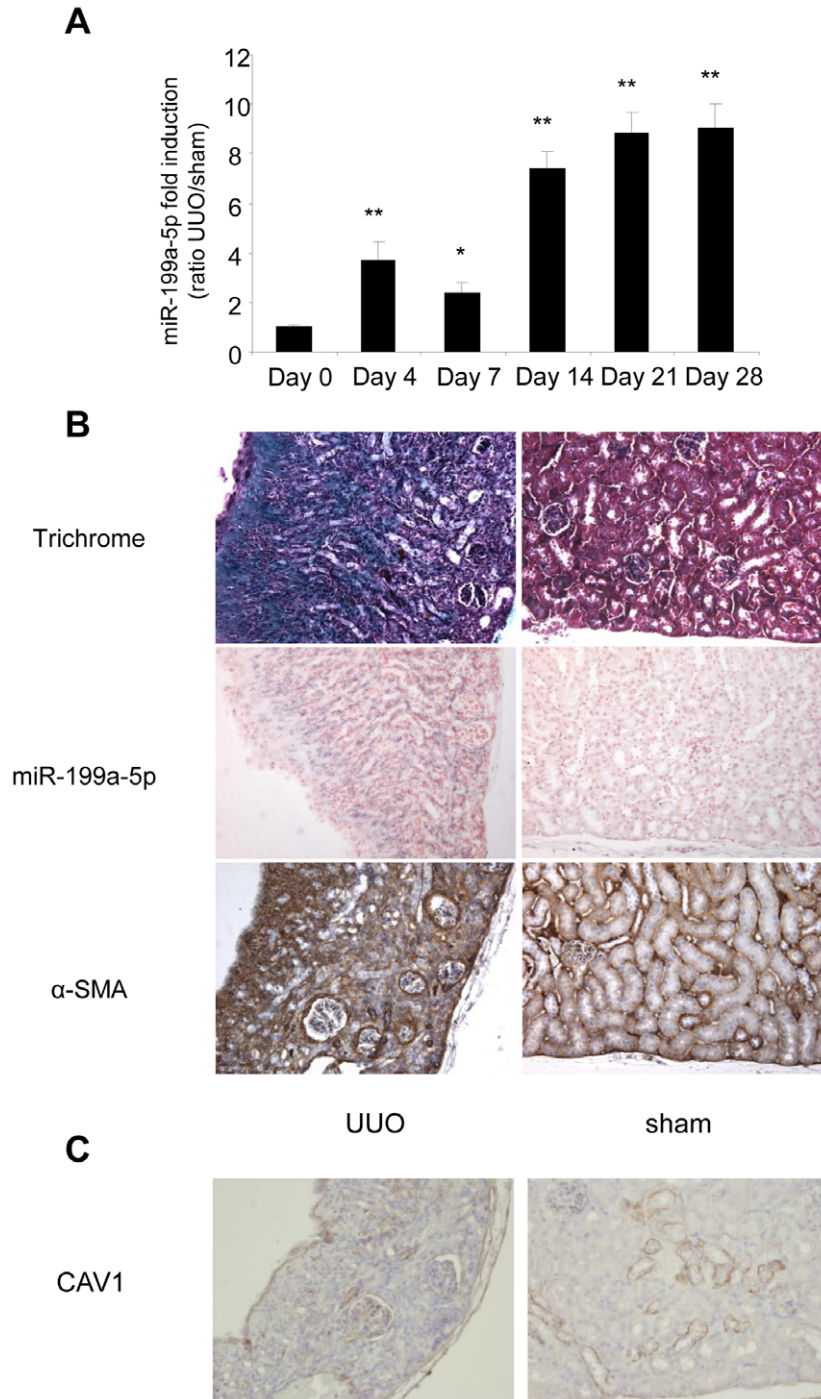 A
miR-199a-5p fold induction
(ratio UUO/sham)
12
10
8
6
4
2
0
**
*
**
**
**
Day 0 Day 4 Day 7 Day 14 Day 21 Day 28
B
Trichrome
miR-199a-5p
α-SMA
UUO sham
C
CAV1